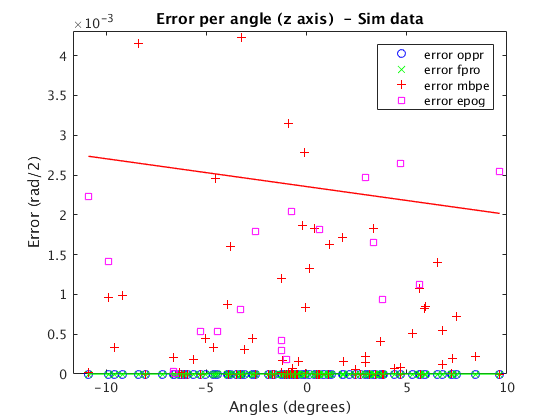 Error per angle (z axis) - Sim data
×10⁻³
4
3.5
3
2.5
2
1.5
1
0.5
0
-10
-5
0
5
10
Error (rad/2)
Angles (degrees)
error oppr
error fpro
error mbpe
error epog